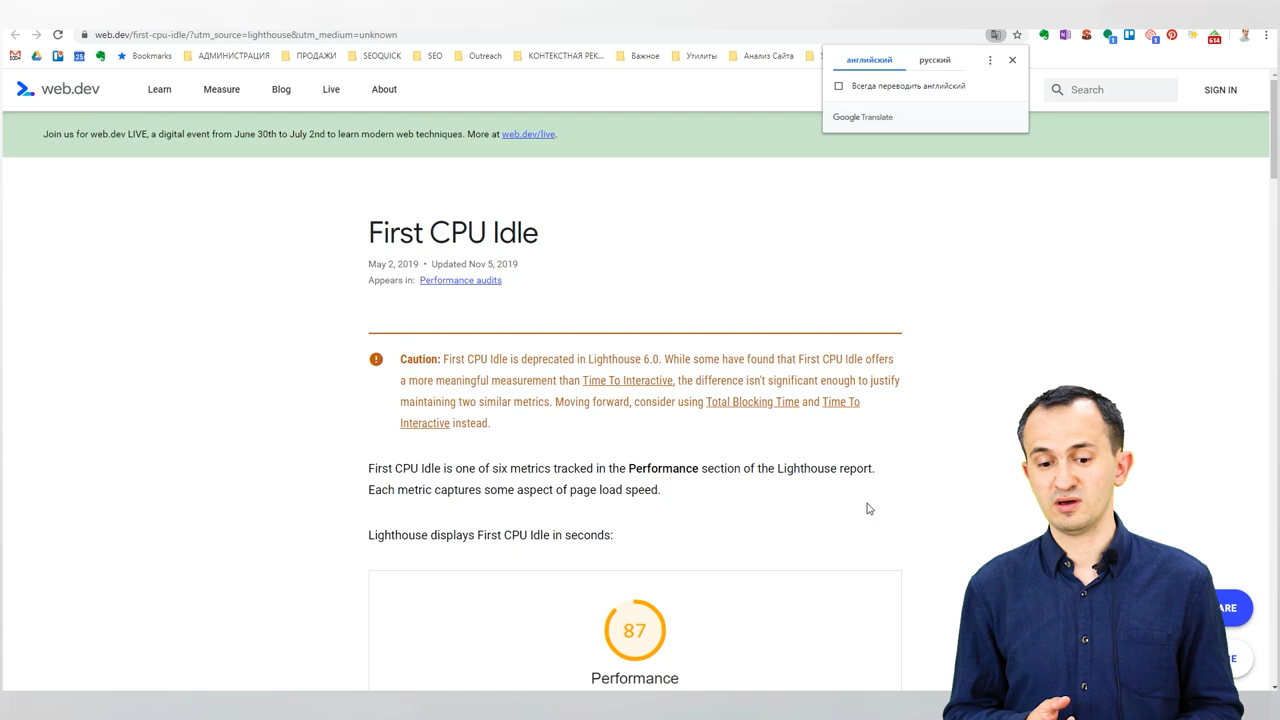 web.dev/first-cpu-idle/?utm_source=lighthouse&utm_medium=unknown
1
1
614
25
Bookmarks
АДМИНИСТРАЦИЯ
ПРОДАЖИ
SEOQUICK
SEO
Outreach
КОНТЕКСТНАЯ РЕК...
Важное
Утилиты
Анализ Сайта
английский
русский
Всегда переводить английский
Google Translate
web.dev
Learn
Measure
Blog
Live
About
Search
SIGN IN
Join us for web.dev LIVE, a digital event from June 30th to July 2nd to learn modern web techniques. More at web.dev/live.
First CPU Idle
May 2, 2019 • Updated Nov 5, 2019
Appears in: Performance audits
Caution: First CPU Idle is deprecated in Lighthouse 6.0. While some have found that First CPU Idle offers
a more meaningful measurement than Time To Interactive, the difference isn't significant enough to justify
maintaining two similar metrics. Moving forward, consider using Total Blocking Time and Time To
Interactive instead.
First CPU Idle is one of six metrics tracked in the Performance section of the Lighthouse report.
Each metric captures some aspect of page load speed.
Lighthouse displays First CPU Idle in seconds:
87
Performance
ARE
E